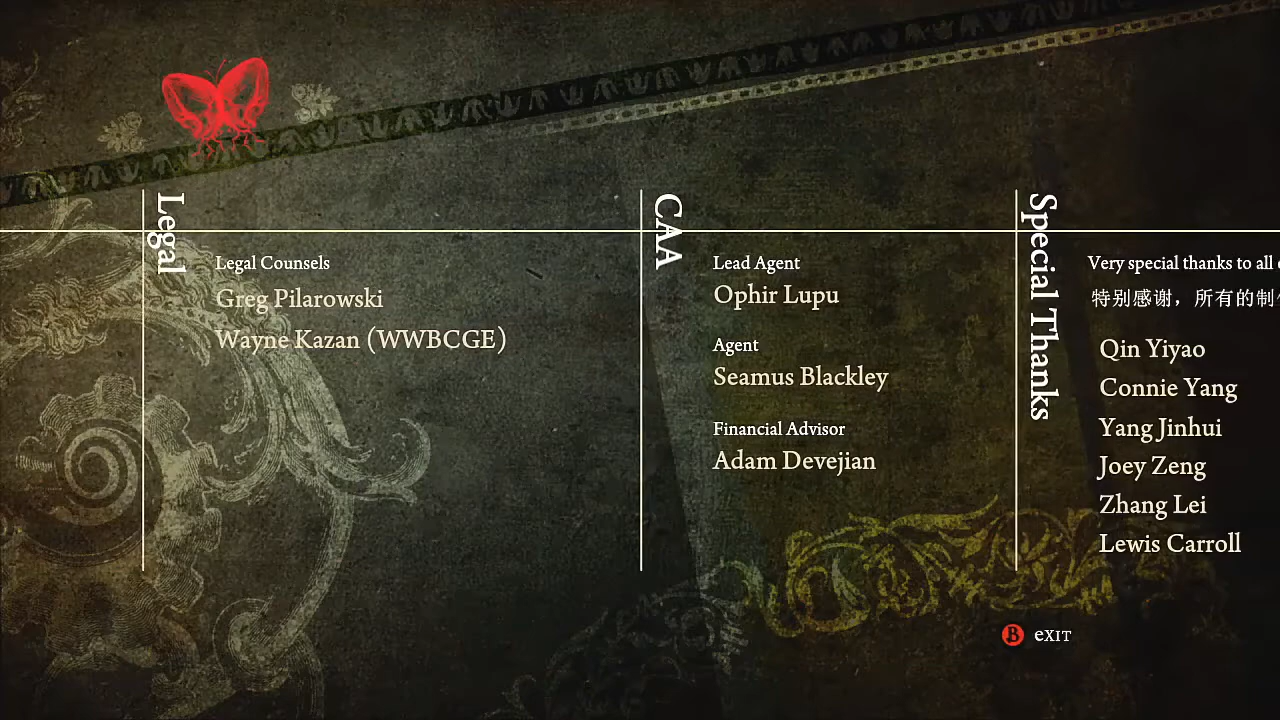 Legal
Legal Counsels
Greg Pilarowski
Wayne Kazan (WWBCGE)
CAA
Lead Agent
Ophir Lupu
Agent
Seamus Blackley
Financial Advisor
Adam Devejian
Special Thanks
Very special thanks to all
特别感谢，所有的制
Qin Yiyao
Connie Yang
Yang Jinhui
Joey Zeng
Zhang Lei
Lewis Carroll
B eXIT